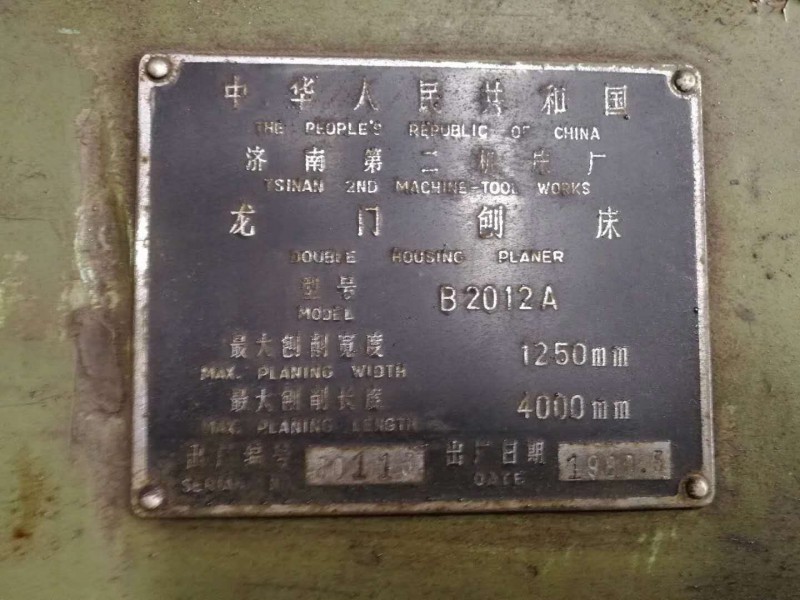 中华人民共和国
THE PEOPLE'S REPUBLIC OF CHINA
济南第二机床厂
TSINAN 2ND MACHINE-TOOL WORKS
龙门刨床
DOUBLE HOUSING PLANER
型号 B2012A
MODEL
最大刨削宽度 1250mm
MAX. PLANING WIDTH
最大刨削长度 4000mm
MAX. PLANING LENGTH
出厂编号 出厂日期
SERIAL DATE